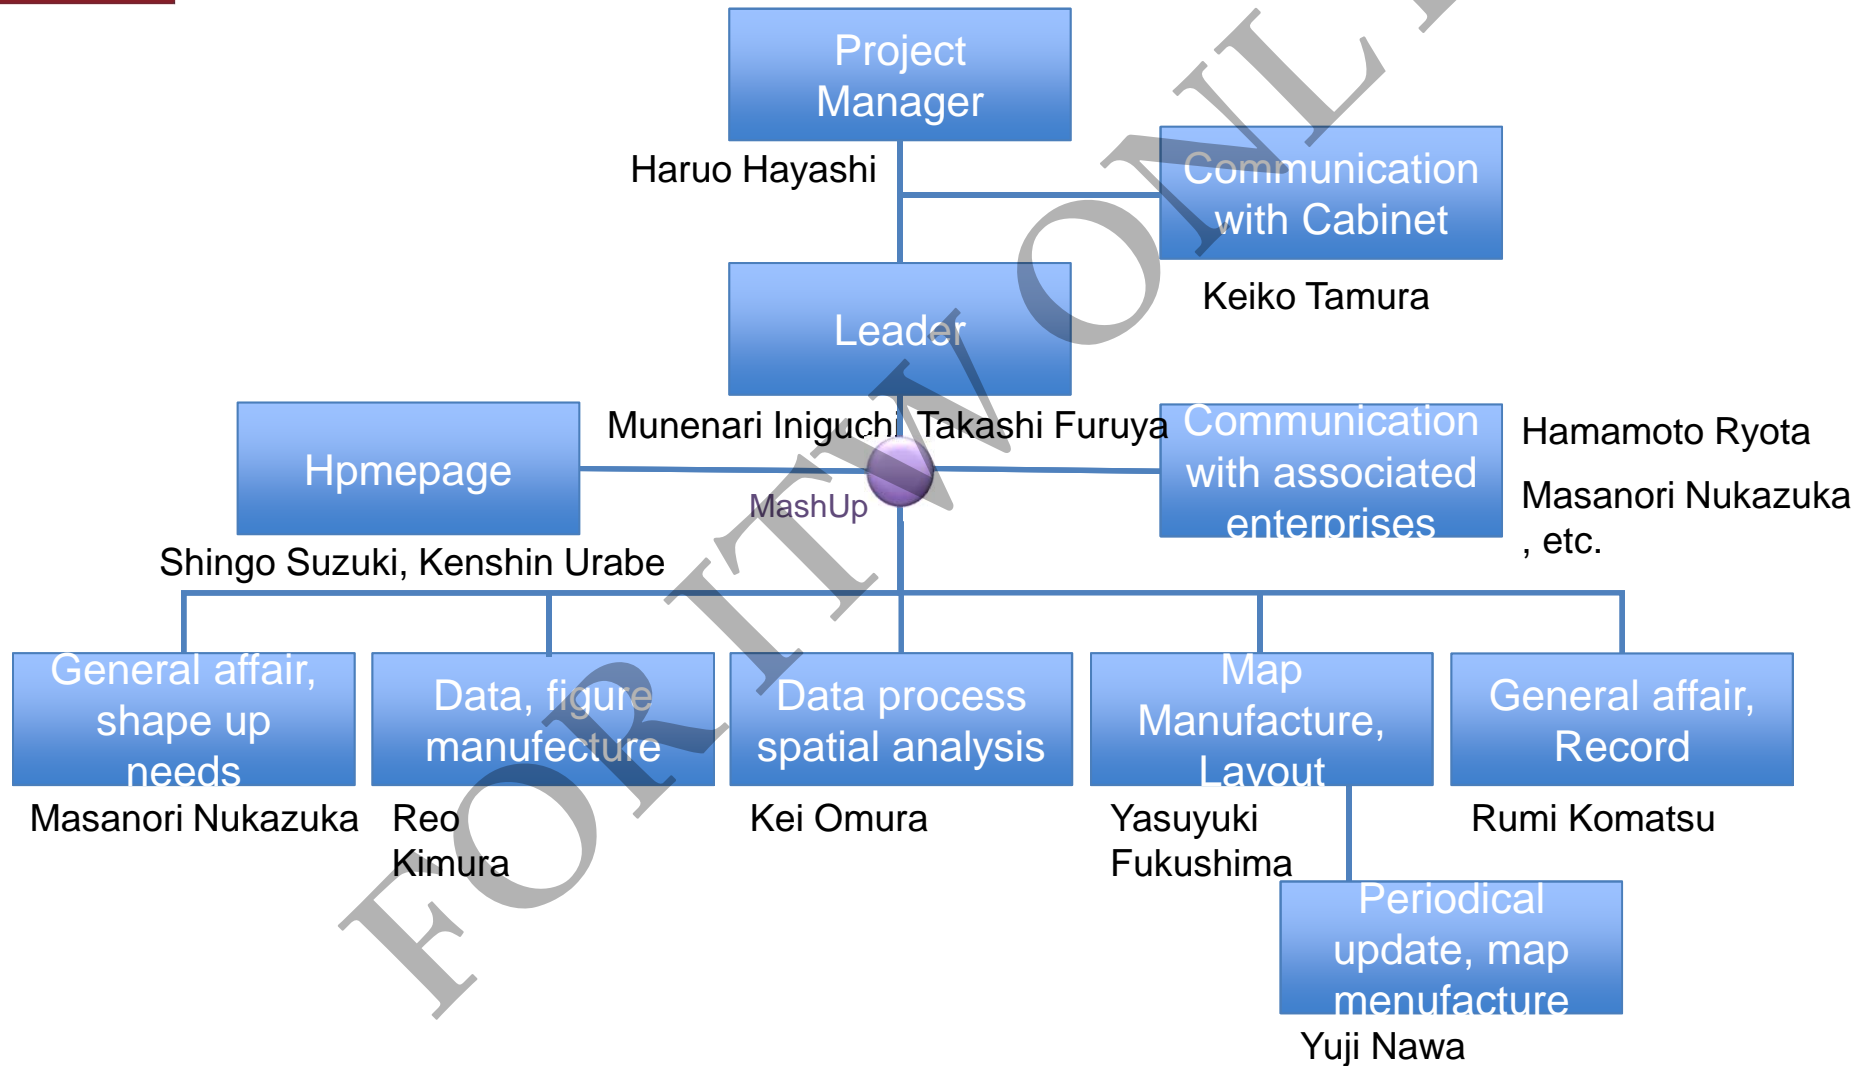 Project
Manager
Haruo Hayashi
Communication
with Cabinet
Keiko Tamura
Leader
Munenari Iniguchi, Takashi Furuya
Hpmepage
Shingo Suzuki, Kenshin Urabe
MashUp
Communication
with associated
enterprises
Hamamoto Ryota
Masanori Nukazuka
, etc.
General affair,
shape up
needs
Masanori Nukazuka
Data, figure
manufecture
Reo
Kimura
Data process
spatial analysis
Kei Omura
Map
Manufacture,
Layout
Yasuyuki
Fukushima
General affair,
Record
Rumi Komatsu
Periodical
update, map
menufacture
Yuji Nawa
FOR ITW ONL